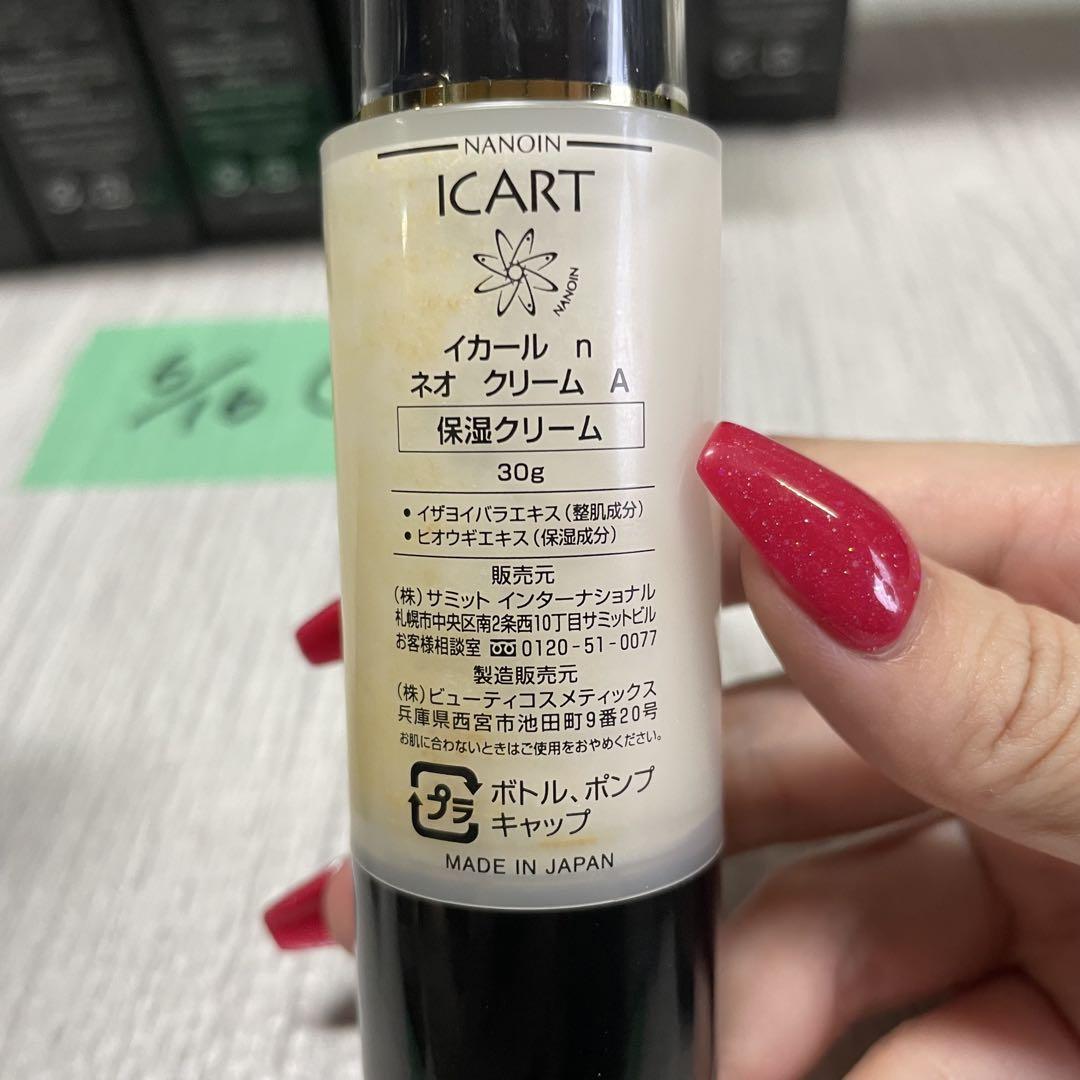 NANOIN
ICART
NANOIN
イカール n
ネオ クリーム A
保湿クリーム
30g
• イザヨイバラエキス(整肌成分)
• ヒオウギエキス(保湿成分)
販売元
(株)サミット インターナショナル
札幌市中央区南2条西10丁目サミットビル
お客様相談室 0120-51-0077
製造販売元
(株)ビューティコスメティックス
兵庫県西宮市池田町9番20号
お肌に合わないときはご使用をおやめください。
プラ
ボトル、ポンプ
キャップ
MADE IN JAPAN
6/16